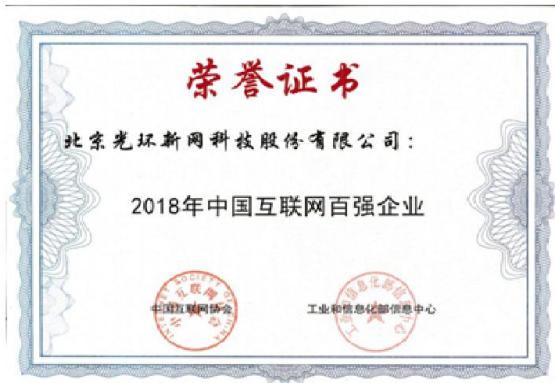 荣誉证书
北京光环新网科技股份有限公司：
2018年中国互联网百强企业
中国互联网协会
工业和信息化部信息中心